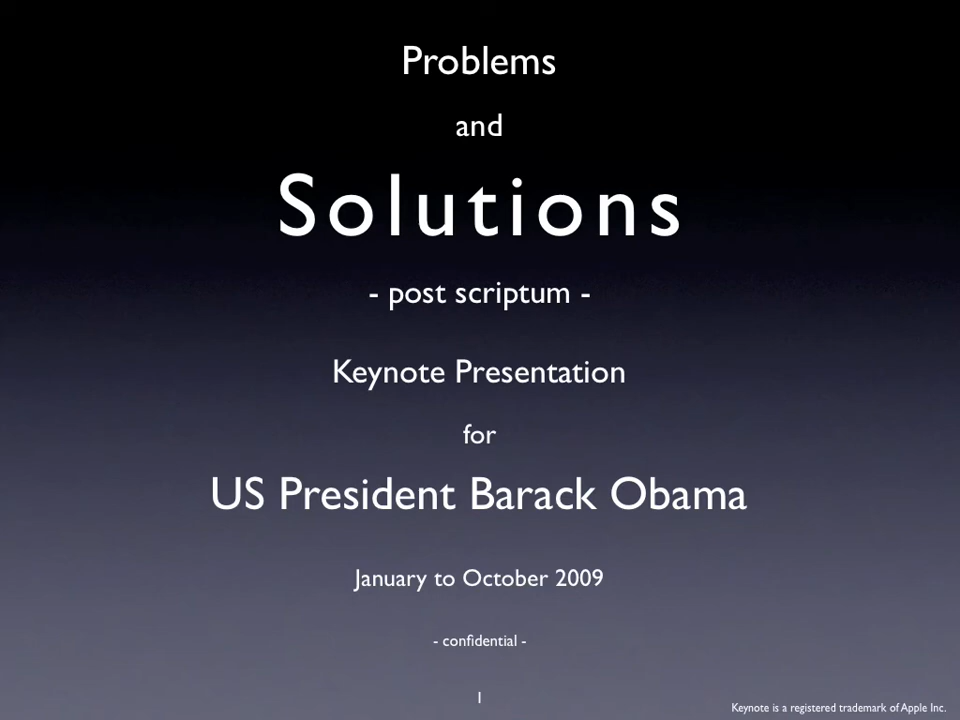 Problems
and
Solutions
- post scriptum -
Keynote Presentation
for
US President Barack Obama
January to October 2009
- confidential -
1
Keynote is a registered trademark of Apple Inc.